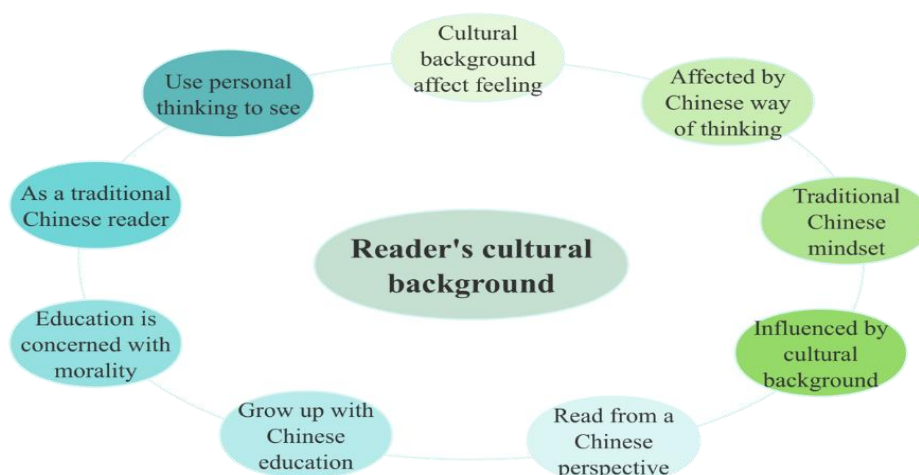 Cultural
background
affect feeling
Affected by
Chinese way
of thinking
Traditional
Chinese
mindset
Influenced by
cultural
background
Read from a
Chinese
perspective
Grow up with
Chinese
education
Education is
concerned with
morality
As a traditional
Chinese reader
Use personal
thinking to see
Reader's cultural
background